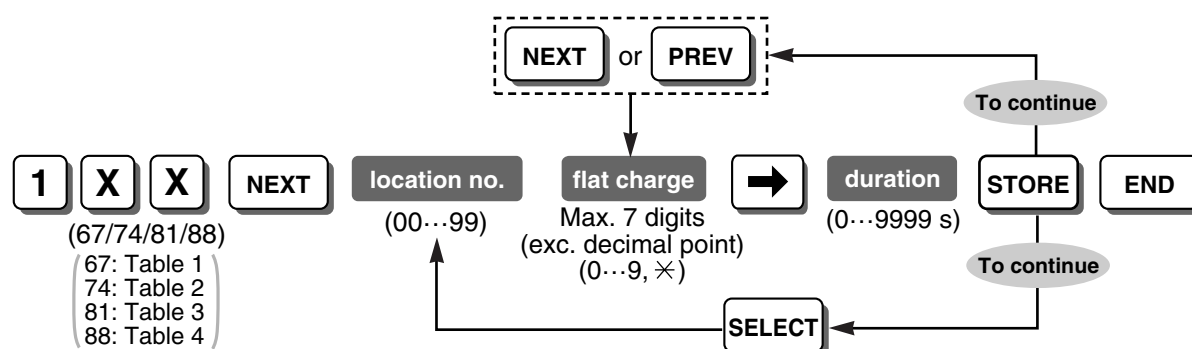 NEXT or PREV
To continue
1 X X NEXT location no. flat charge ➡ duration STORE END
(67/74/81/88)
67: Table 1
74: Table 2
81: Table 3
88: Table 4
(00···99)
Max. 7 digits
(exc. decimal point)
(0···9, ✳)
(0···9999 s)
To continue
SELECT